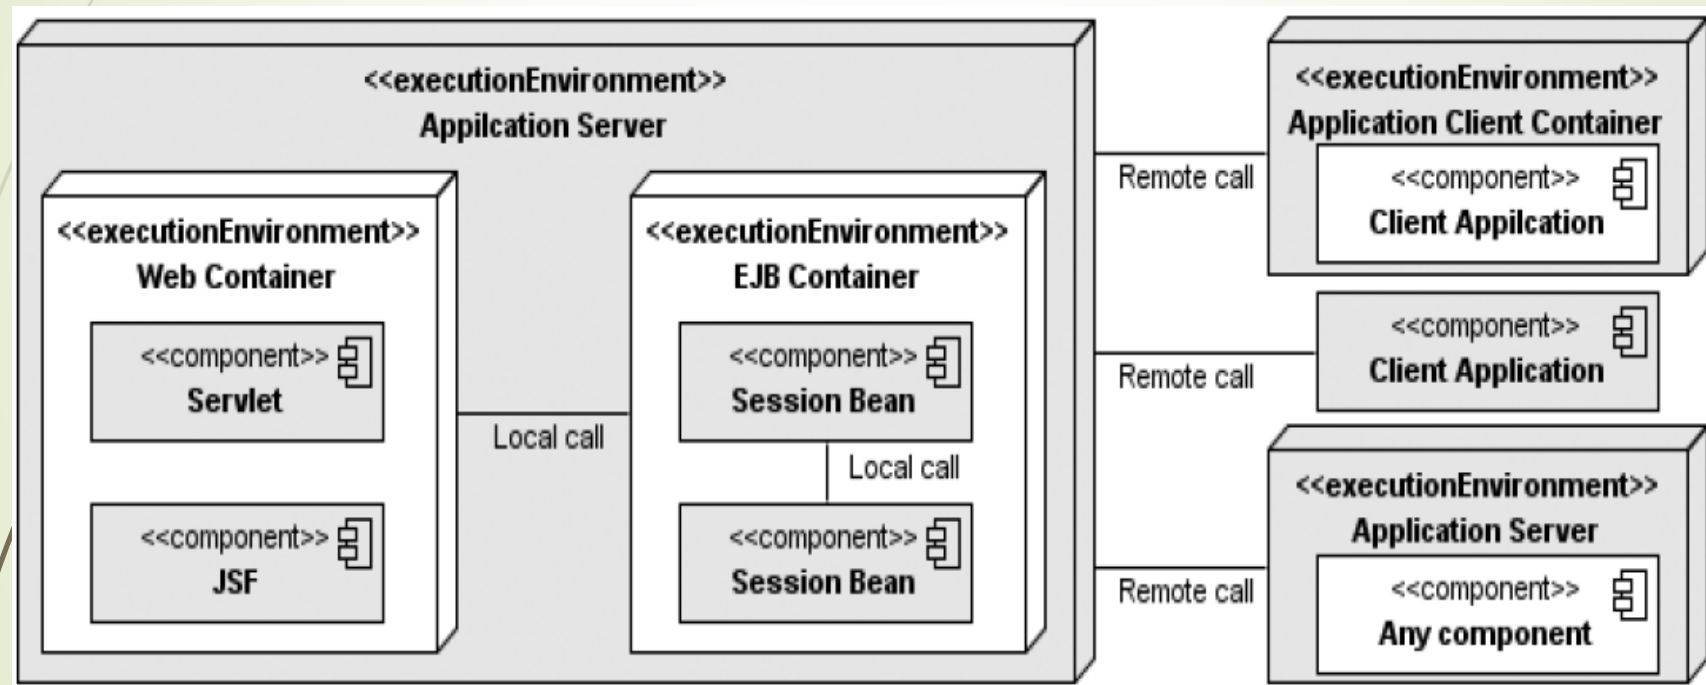 <<executionEnvironment>>
Appilcation Server
<<executionEnvironment>>
Web Container
<<component>>
Servlet
<<component>>
JSF
Local call
<<executionEnvironment>>
EJB Container
<<component>>
Session Bean
Local call
<<component>>
Session Bean
Remote call
<<executionEnvironment>>
Application Client Container
<<component>>
Client Appilcation
Remote call
<<component>>
Client Application
Remote call
<<executionEnvironment>>
Application Server
<<component>>
Any component